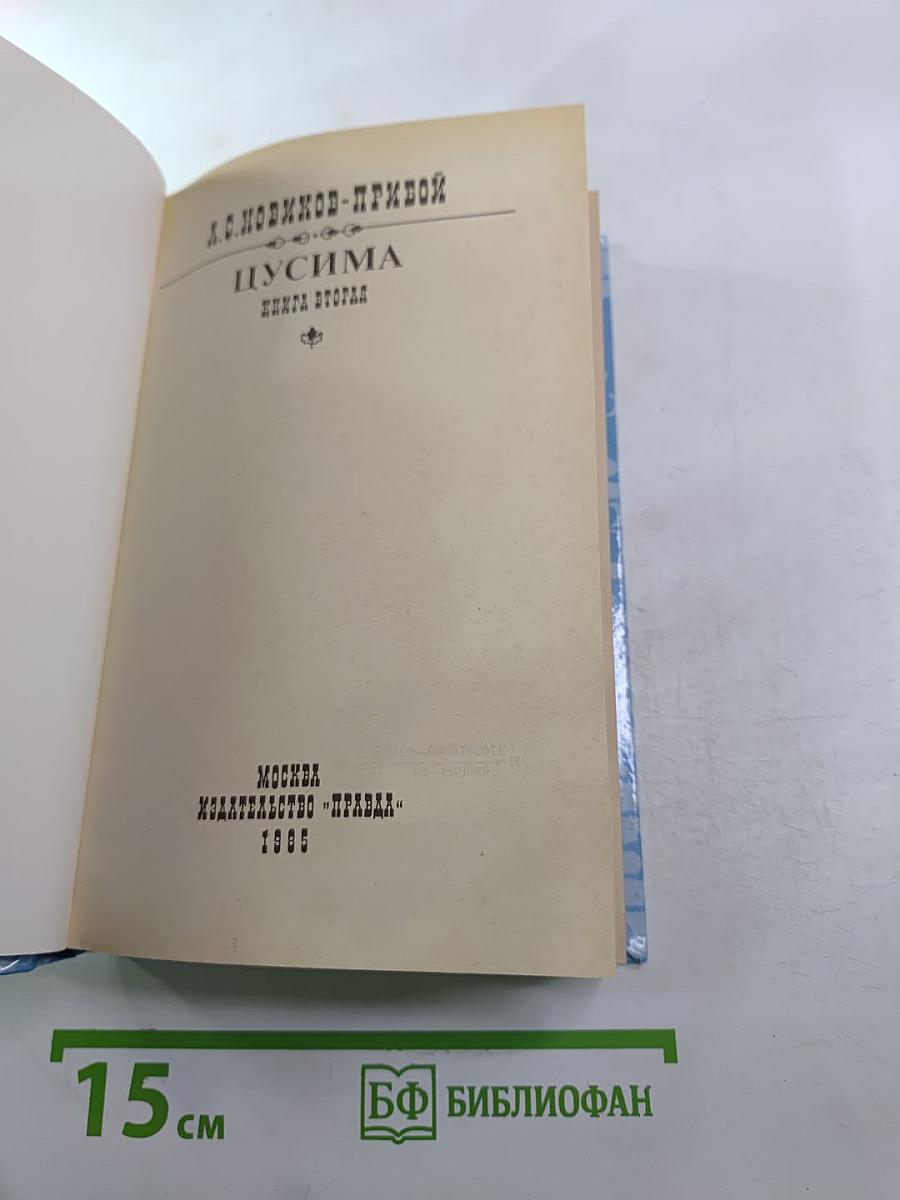 А.С.НОВИКОВ-ПРИБОЙ
ЦУСИМА
КНИГА ВТОРАЯ
МОСКВА
ИЗДАТЕЛЬСТВО „ПРАВДА“
1985
15 см
БФ БИБЛИОФАН